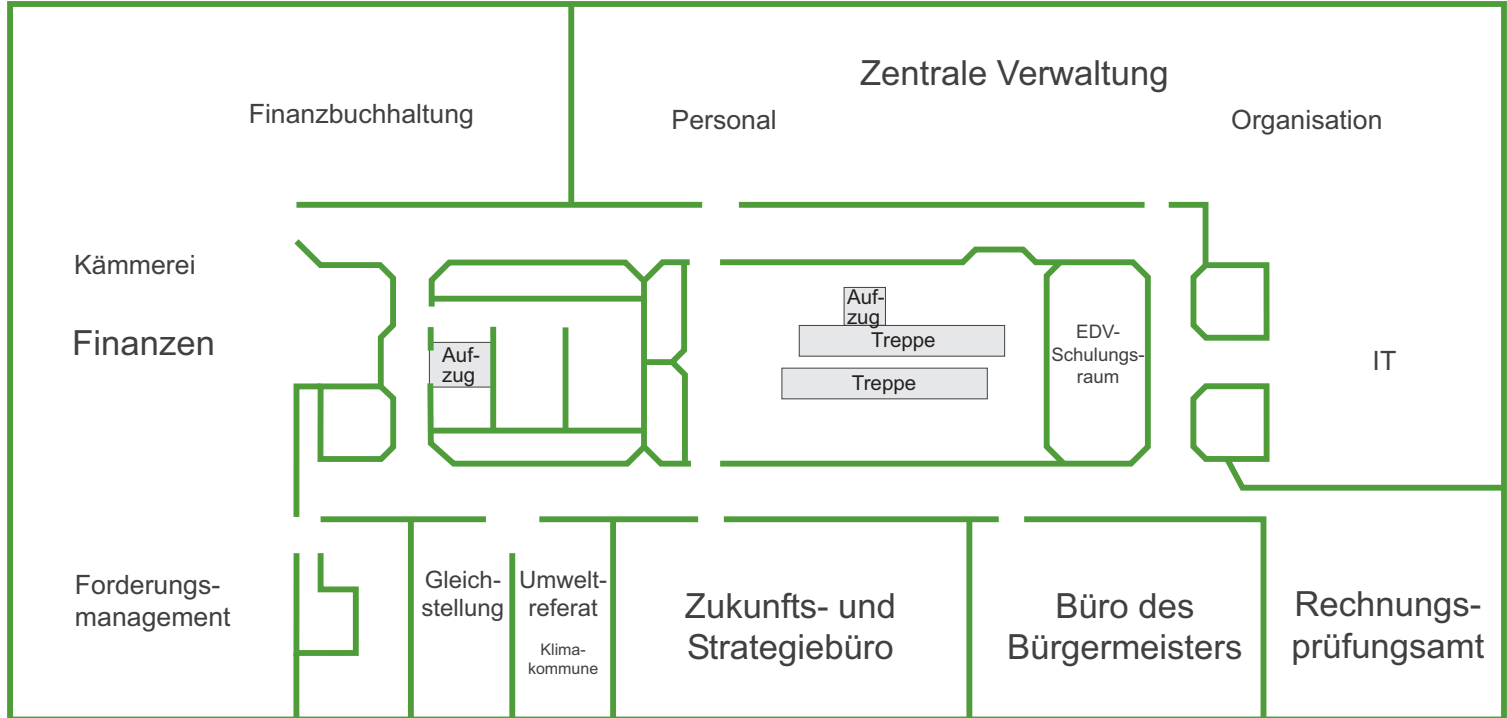 Zentrale Verwaltung
Finanzbuchhaltung
Personal
Organisation
Kämmerei
Finanzen
Auf-
zug
Auf-
zug
Treppe
Treppe
EDV-
Schulungs-
raum
IT
Forderungs-
management
Gleich-
stellung
Umwelt-
referat
Klima-
kommune
Zukunfts- und
Strategiebüro
Büro des
Bürgermeisters
Rechnungs-
prüfungsamt